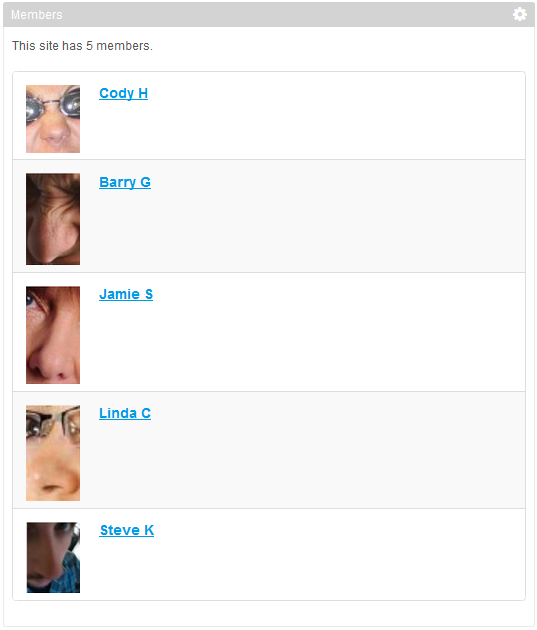 Members
This site has 5 members.
Cody H
Barry G
Jamie S
Linda C
Steve K